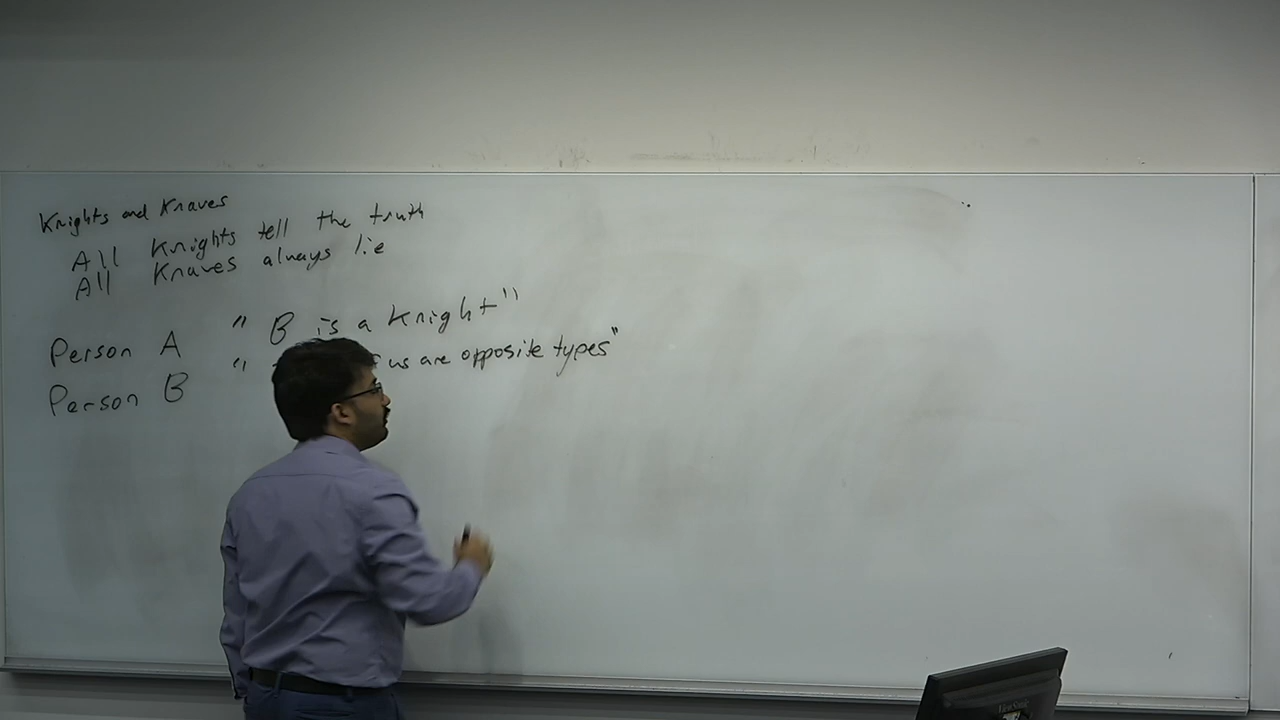 Knights and Knaves
All Knights tell the truth
All Knaves always lie
Person A " B is a Knight"
Person B " us are opposite types"
ViewSonic